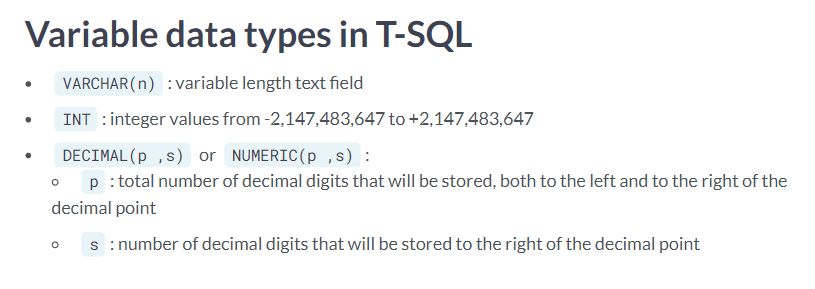 Variable data types in T-SQL
• VARCHAR(n) : variable length text field
• INT : integer values from -2,147,483,647 to +2,147,483,647
• DECIMAL(p ,s) or NUMERIC(p ,s) :
○ p : total number of decimal digits that will be stored, both to the left and to the right of the
decimal point
○ s : number of decimal digits that will be stored to the right of the decimal point